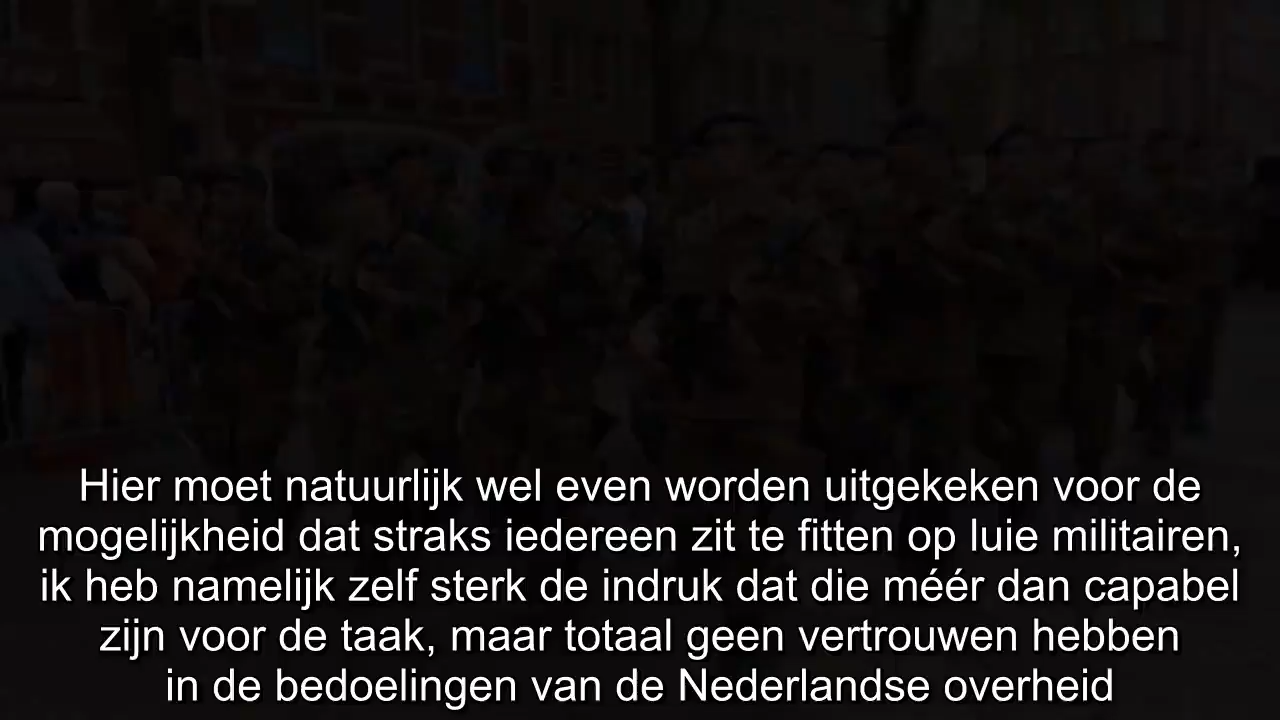 Hier moet natuurlijk wel even worden uitgekeken voor de
mogelijkheid dat straks iedereen zit te fitten op luie militairen,
ik heb namelijk zelf sterk de indruk dat die méér dan capabel
zijn voor de taak, maar totaal geen vertrouwen hebben
in de bedoelingen van de Nederlandse overheid